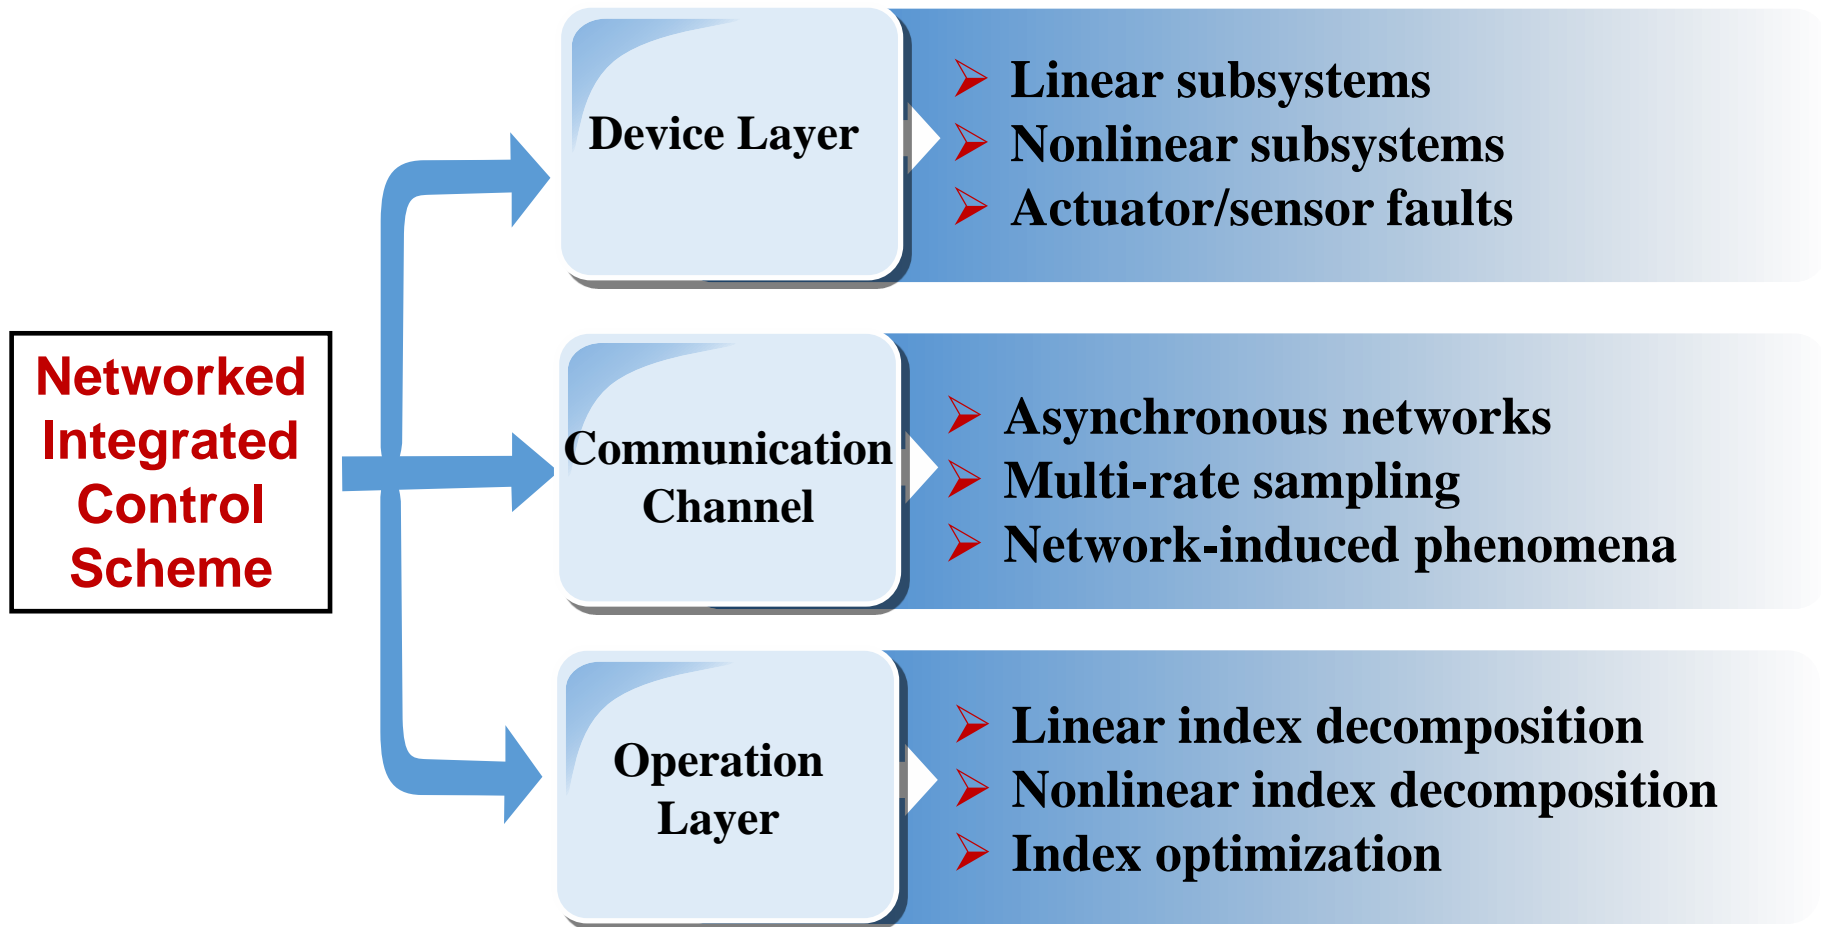 Networked
Integrated
Control
Scheme
Device Layer
Linear subsystems
Nonlinear subsystems
Actuator/sensor faults
Communication
Channel
Asynchronous networks
Multi-rate sampling
Network-induced phenomena
Operation
Layer
Linear index decomposition
Nonlinear index decomposition
Index optimization